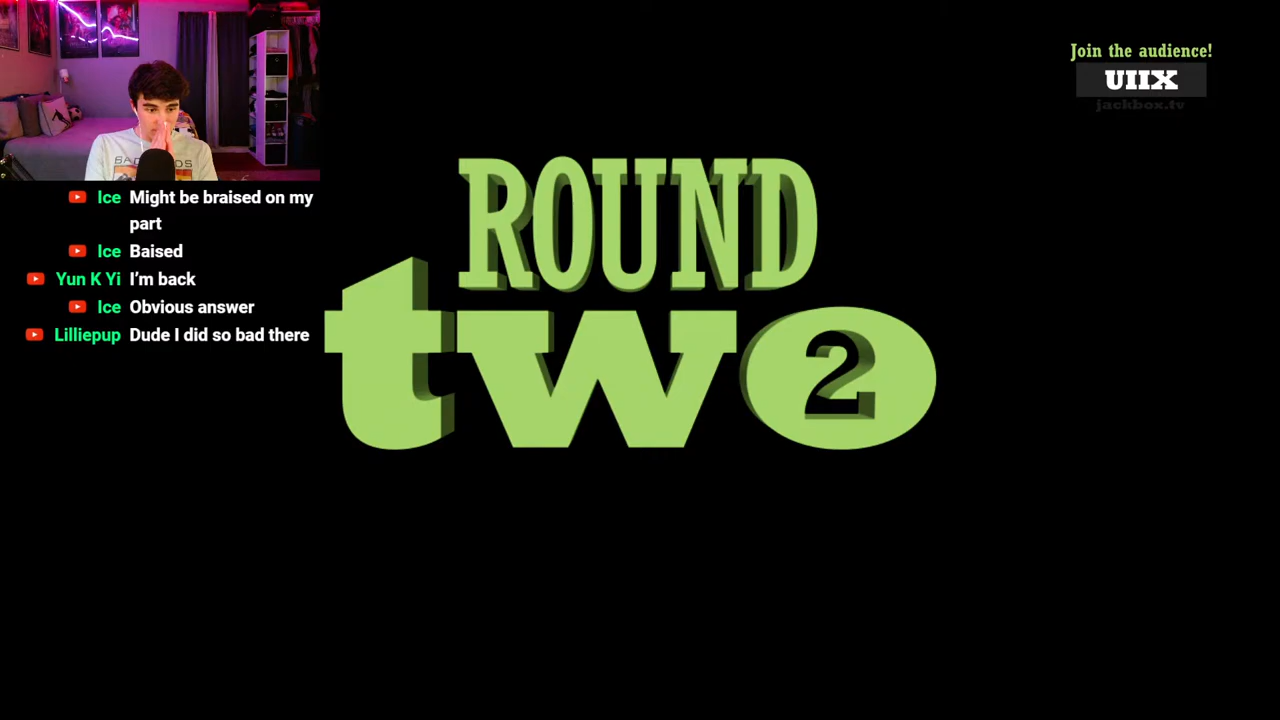 Join the audience!
UIIX
jackbox.tv
ROUND
two
2
Ice Might be braised on my
part
Ice Baised
Yun K Yi I’m back
Ice Obvious answer
Lilliepup Dude I did so bad there